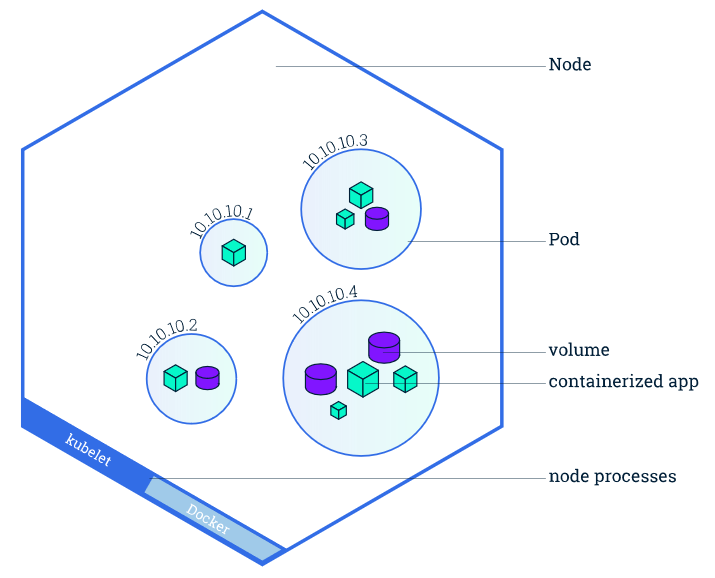 Node
10.10.10.3
10.10.10.1
Pod
10.10.10.4
10.10.10.2
volume
containerized app
kubelet
node processes
Docker